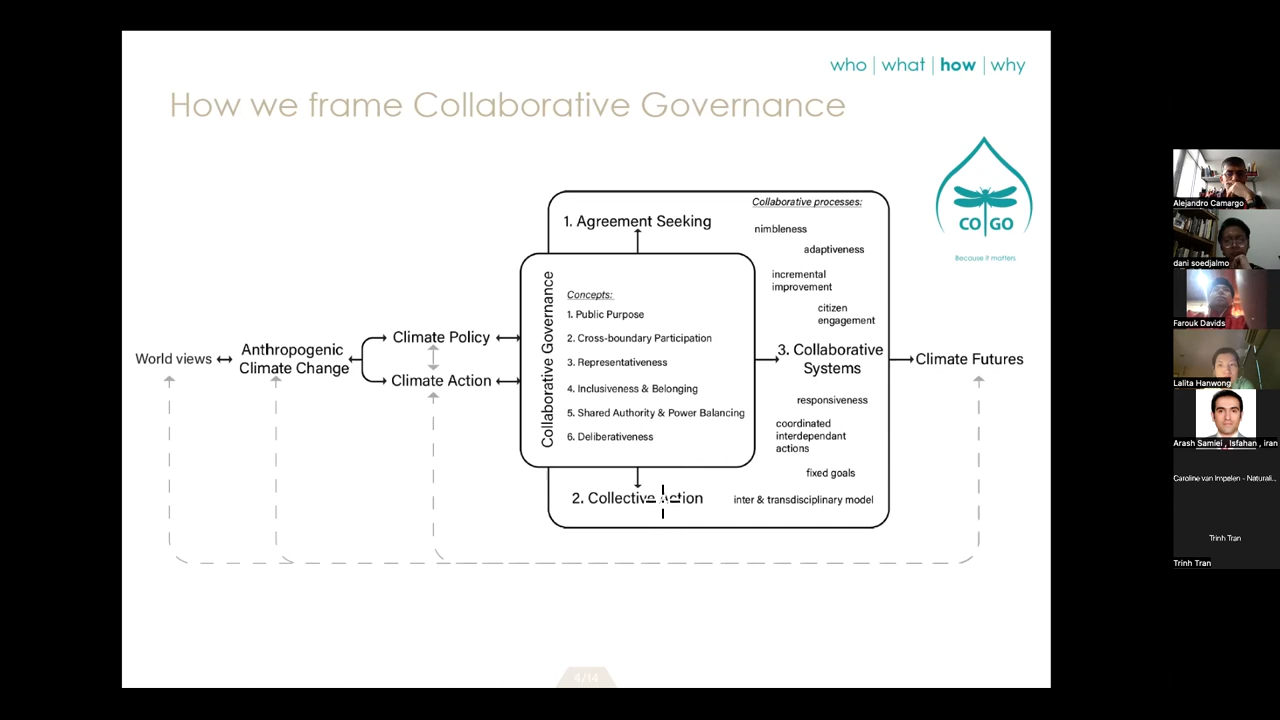 who | what | how | why
How we frame Collaborative Governance
CO GO
Because it matters
Collaborative processes:
1. Agreement Seeking
nimbleness
adaptiveness
incremental
improvement
citizen
engagement
Collaborative Governance
Concepts:
1. Public Purpose
2. Cross-boundary Participation
3. Representativeness
4. Inclusiveness & Belonging
5. Shared Authority & Power Balancing
6. Deliberativeness
World views
Anthropogenic
Climate Change
Climate Policy
Climate Action
3. Collaborative
Systems
Climate Futures
responsiveness
coordinated
interdependant
actions
fixed goals
2. Collective Action
inter & transdisciplinary model
4/14
Alejandro Camargo
dani soedjalmo
Farouk Davids
Lalita Hanwong
Arash Samiei , Isfahan , iran
Caroline van Impelen - Naturali...
Trinh Tran
Trinh Tran